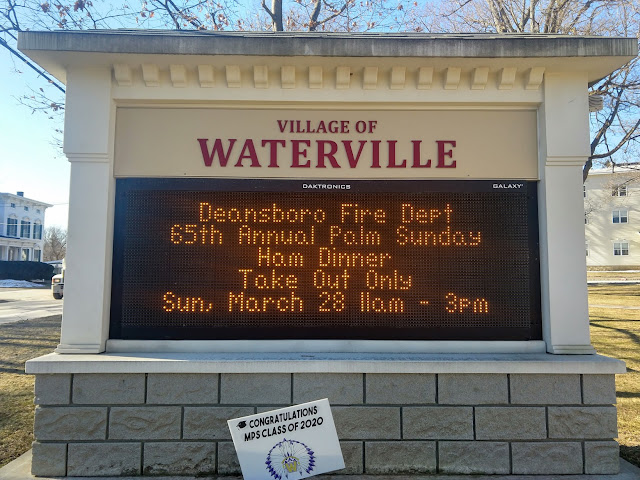 VILLAGE OF
WATERVILLE
DAKTRONICS GALAXY
Deansboro Fire Dept
65th Annual Palm Sunday
Ham Dinner
Take Out Only
Sun, March 28 11am - 3pm
CONGRATULATIONS
MPS CLASS OF 2020